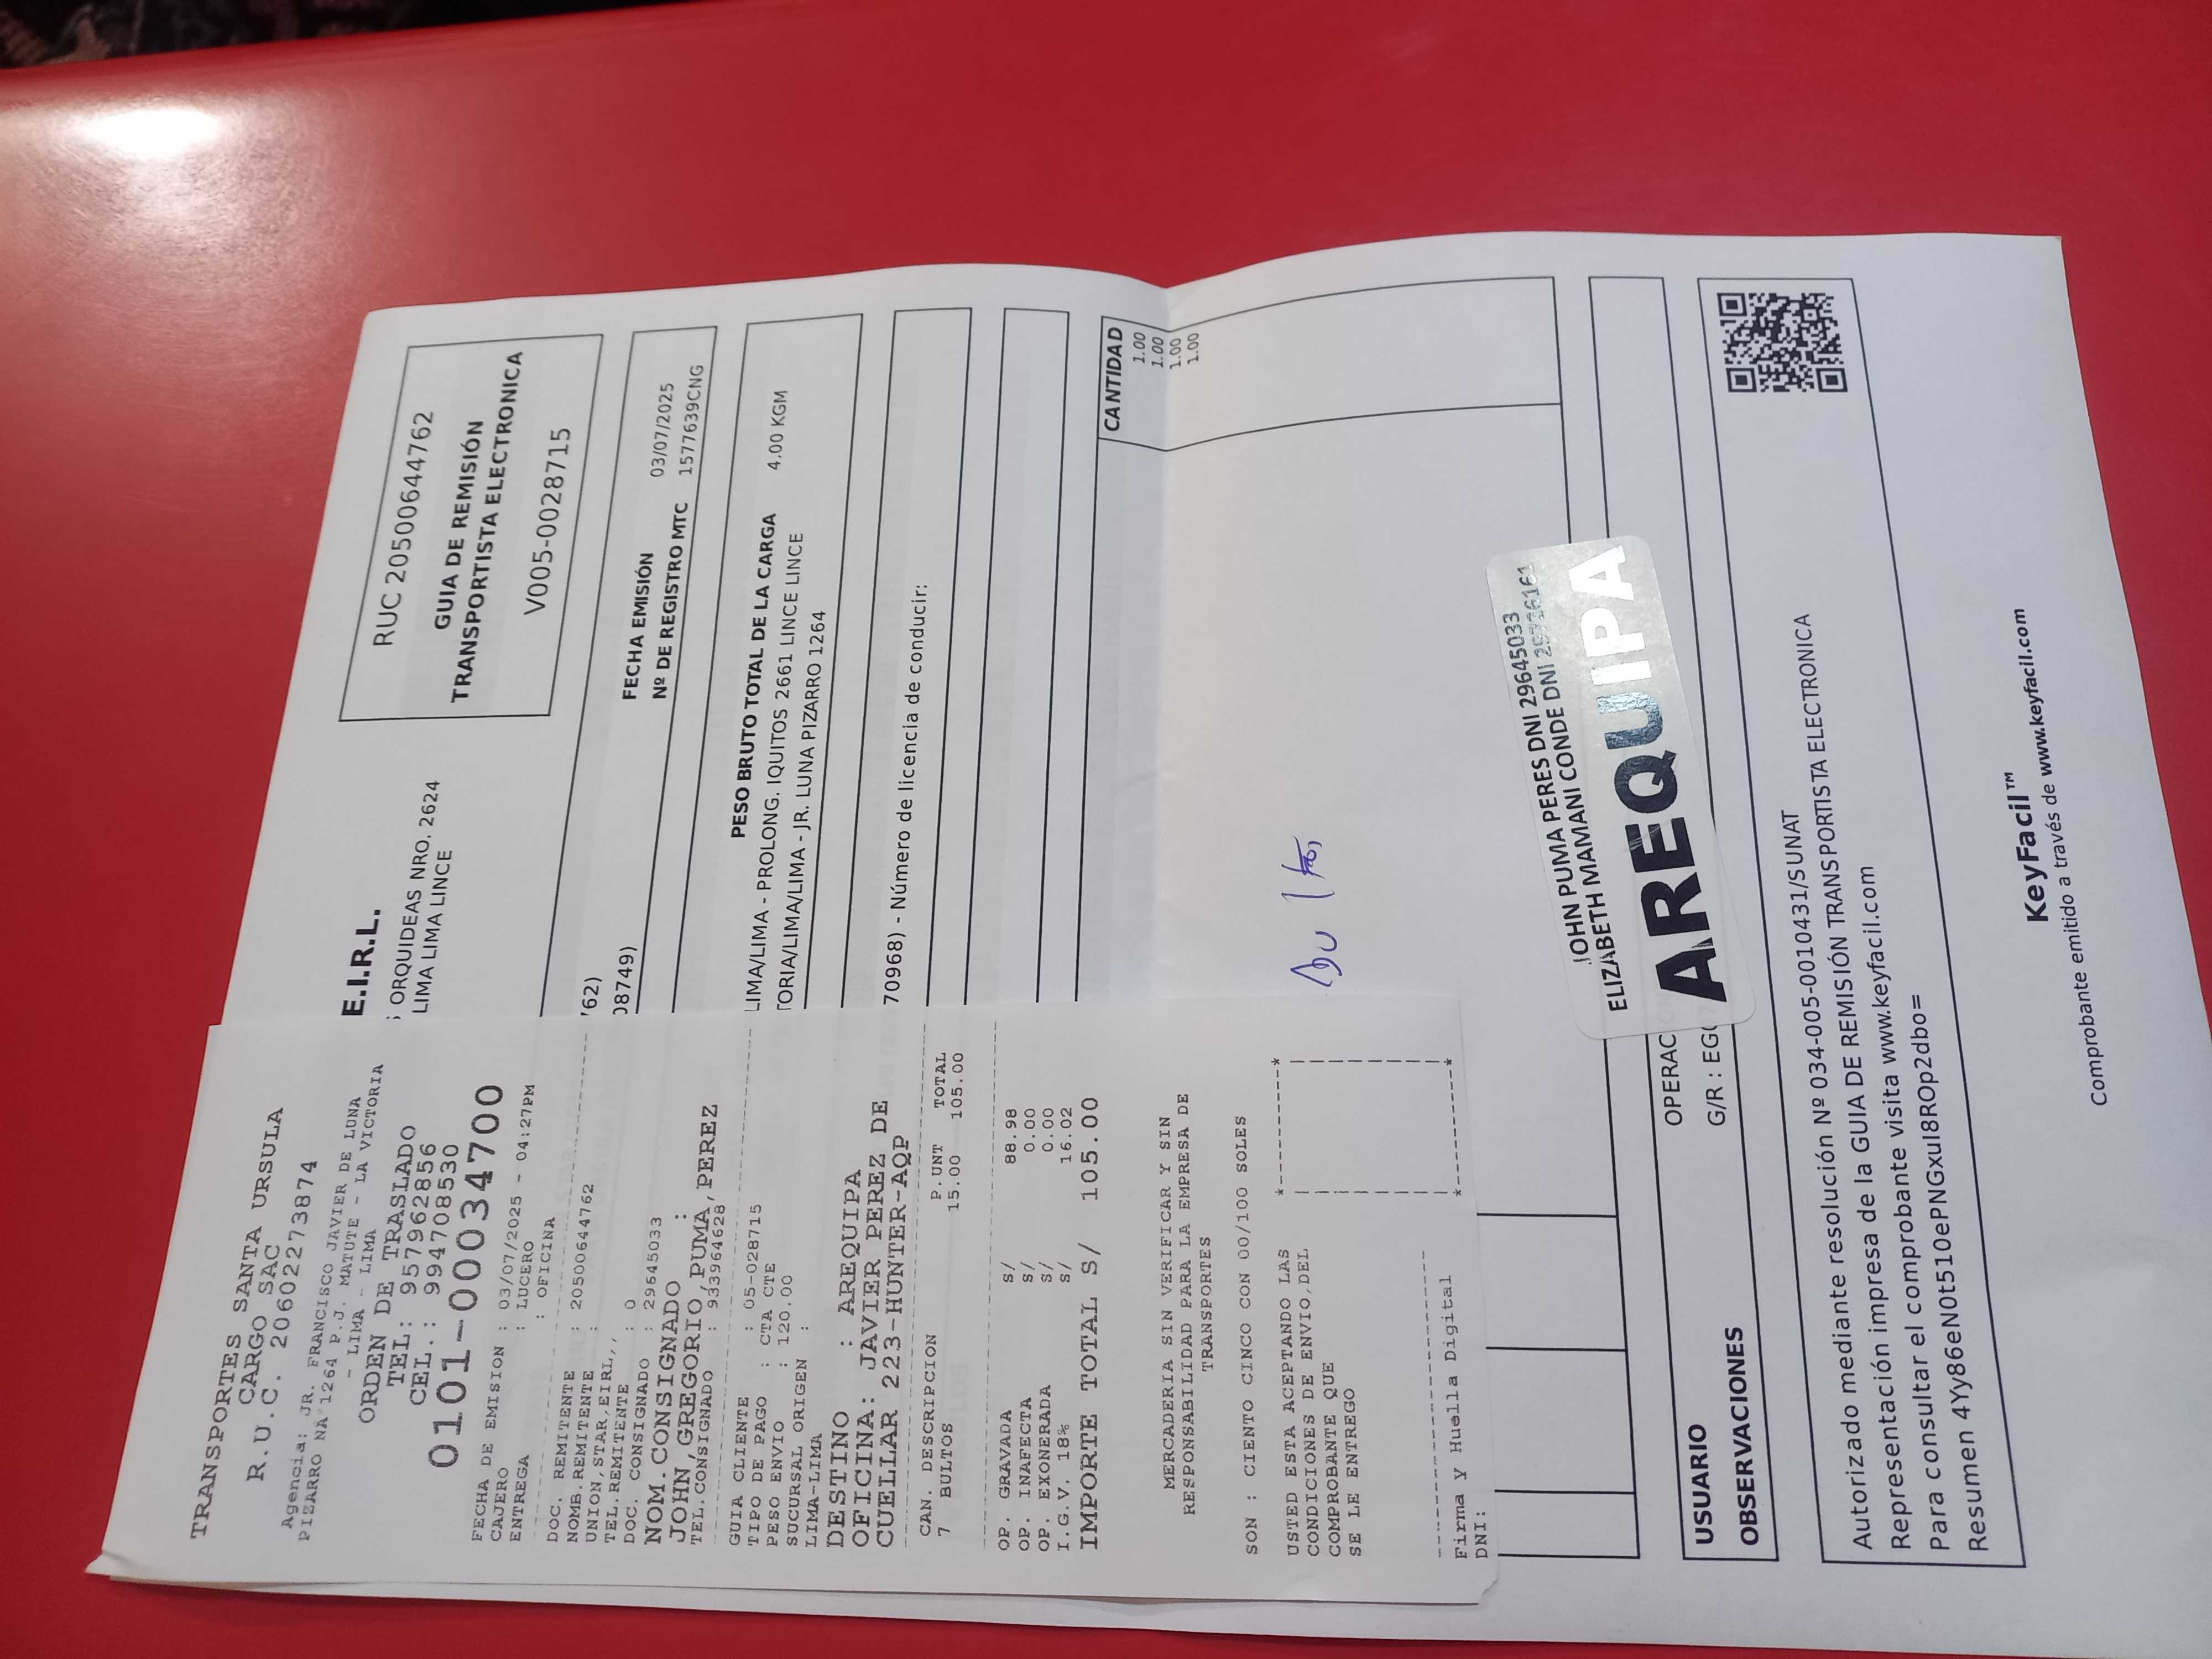 TRANSPORTES SANTA URSULA
CARGO SAC
R.U.C. 20602273874
Agencia: JR. FRANCISCO JAVIER DE LUNA
PIZARRO NÂ°1264 P.J. MATUTE - LA VICTORIA
- LIMA - LIMA
ORDEN DE TRASLADO
TEL: 957962856
CEL.: 994708530
0101-00034700
FECHA DE EMISION : 03/07/2025 - 04:27PM
CAJERO : LUCERO
ENTREGA : OFICINA
DOC. REMITENTE : 20500644762
NOMB.REMITENTE :
UNION,STAR,EIRL,,
TEL.REMITENTE : 0
DOC. CONSIGNADO : 29645033
NOM.CONSIGNADO :
JOHN,GREGORIO,PUMA,PEREZ
TEL.CONSIGNADO : 933964628
GUIA CLIENTE : 05-028715
TIPO DE PAGO : CTA CTE
PESO ENVIO : 120.00
SUCURSAL ORIGEN :
LIMA-LIMA
DESTINO : AREQUIPA
OFICINA: JAVIER PEREZ DE
CUELLAR 223-HUNTER-AQP
CAN. DESCRIPCION P.UNT TOTAL
7 BULTOS 15.00 105.00
OP. GRAVADA S/ 88.98
OP. INAFECTA S/ 0.00
OP. EXONERADA S/ 0.00
I.G.V. 18% S/ 16.02
IMPORTE TOTAL S/ 105.00
MERCADERIA SIN VERIFICAR Y SIN
RESPONSABILIDAD PARA LA EMPRESA DE
TRANSPORTES
SON : CIENTO CINCO CON 00/100 SOLES
USTED ESTA ACEPTANDO LAS
CONDICIONES DE ENVIO,DEL
COMPROBANTE QUE
SE LE ENTREGO
Firma y Huella Digital
DNI:
E.I.R.L.
ORQUIDEAS NRO. 2624
LIMA LIMA LINCE
RUC 20500644762
GUIA DE REMISIÓN
TRANSPORTISTA ELECTRONICA
V005-00028715
762)
08749)
FECHA EMISIÓN 03/07/2025
Nº DE REGISTRO MTC 1577639CNG
PESO BRUTO TOTAL DE LA CARGA 4.00 KGM
LIMA/LIMA - PROLONG. IQUITOS 2661 LINCE LINCE
TORIA/LIMA/LIMA - JR. LUNA PIZARRO 1264
70968) - Número de licencia de conducir:
CANTIDAD
1.00
1.00
1.00
1.00
JOHN PUMA PERES DNI 29645033
ELIZABETH MAMANI CONDE DNI
AREQUIPA
USUARIO OPERAC
OBSERVACIONES G/R : EG0
Autorizado mediante resolución Nº 034-005-0010431/SUNAT
Representación impresa de la GUIA DE REMISIÓN TRANSPORTISTA ELECTRONICA
Para consultar el comprobante visita www.keyfacil.com
Resumen 4Yy86eN0t510ePNGxuI8ROp2dbo=
KeyFacil™
Comprobante emitido a través de www.keyfacil.com